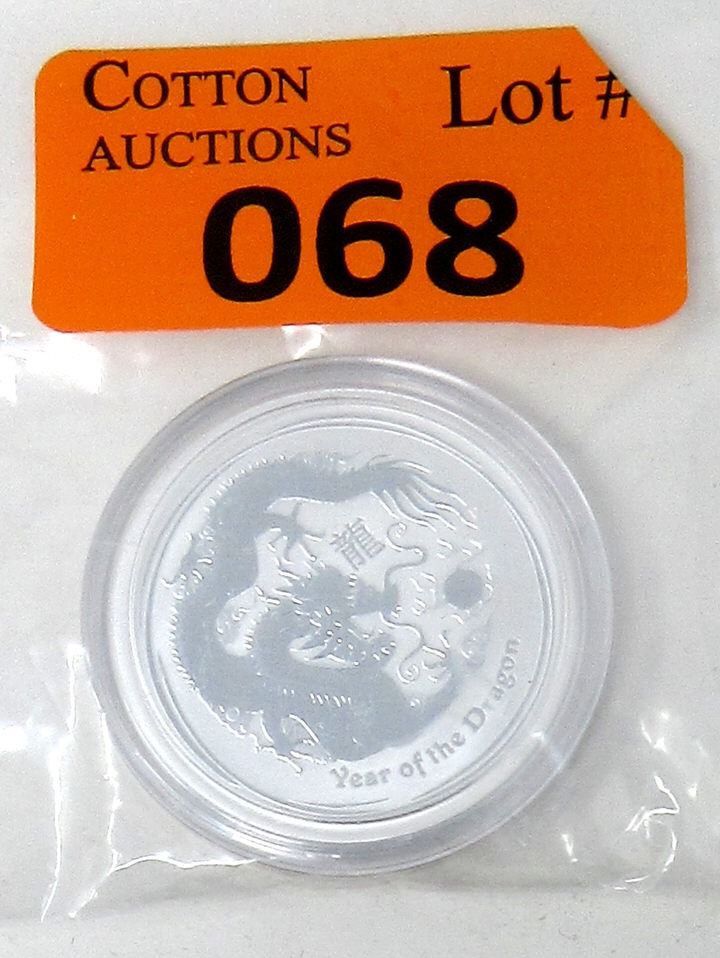 COTTON
AUCTIONS
Lot #
068
龍
Year of the Dragon